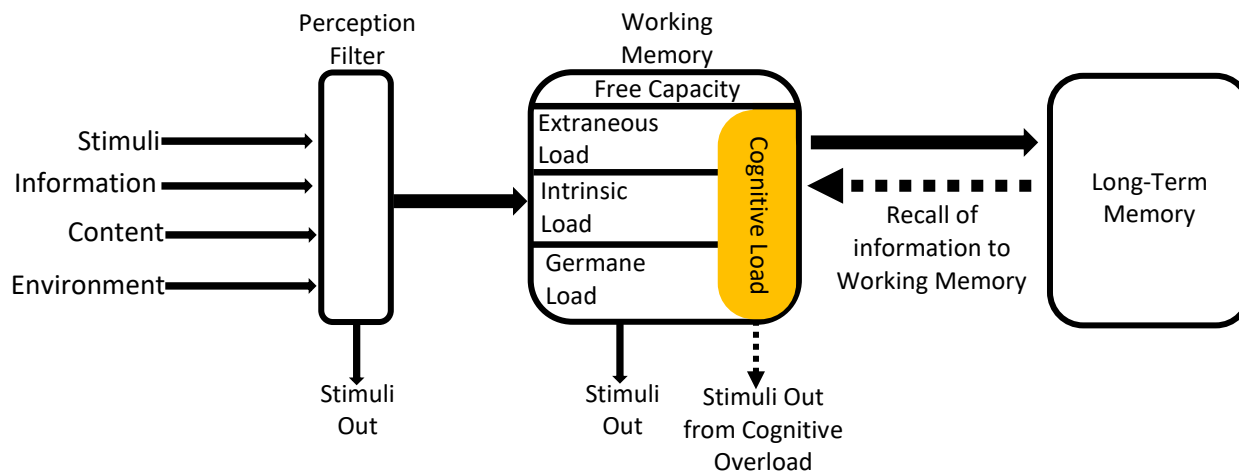 Perception
Filter
Working
Memory
Free Capacity
Stimuli
Information
Content
Environment
Extraneous
Load
Intrinsic
Load
Germane
Load
Cognitive Load
Recall of
information to
Working Memory
Long-Term
Memory
Stimuli
Out
Stimuli
Out
Stimuli Out
from Cognitive
Overload